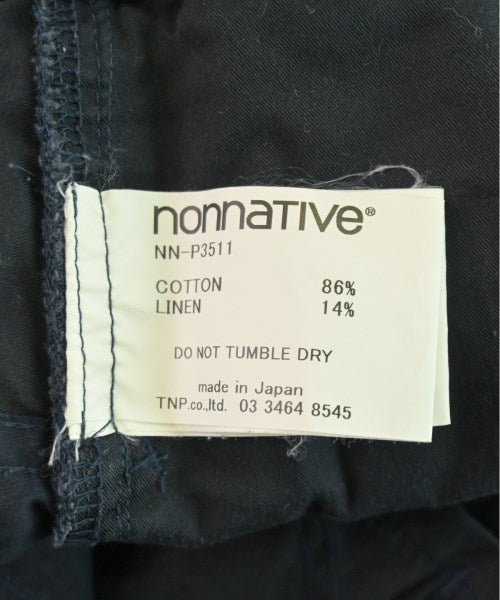 nonnative®
NN-P3511
COTTON 86%
LINEN 14%
DO NOT TUMBLE DRY
made in Japan
TNP.co.,ltd. 03 3464 8545